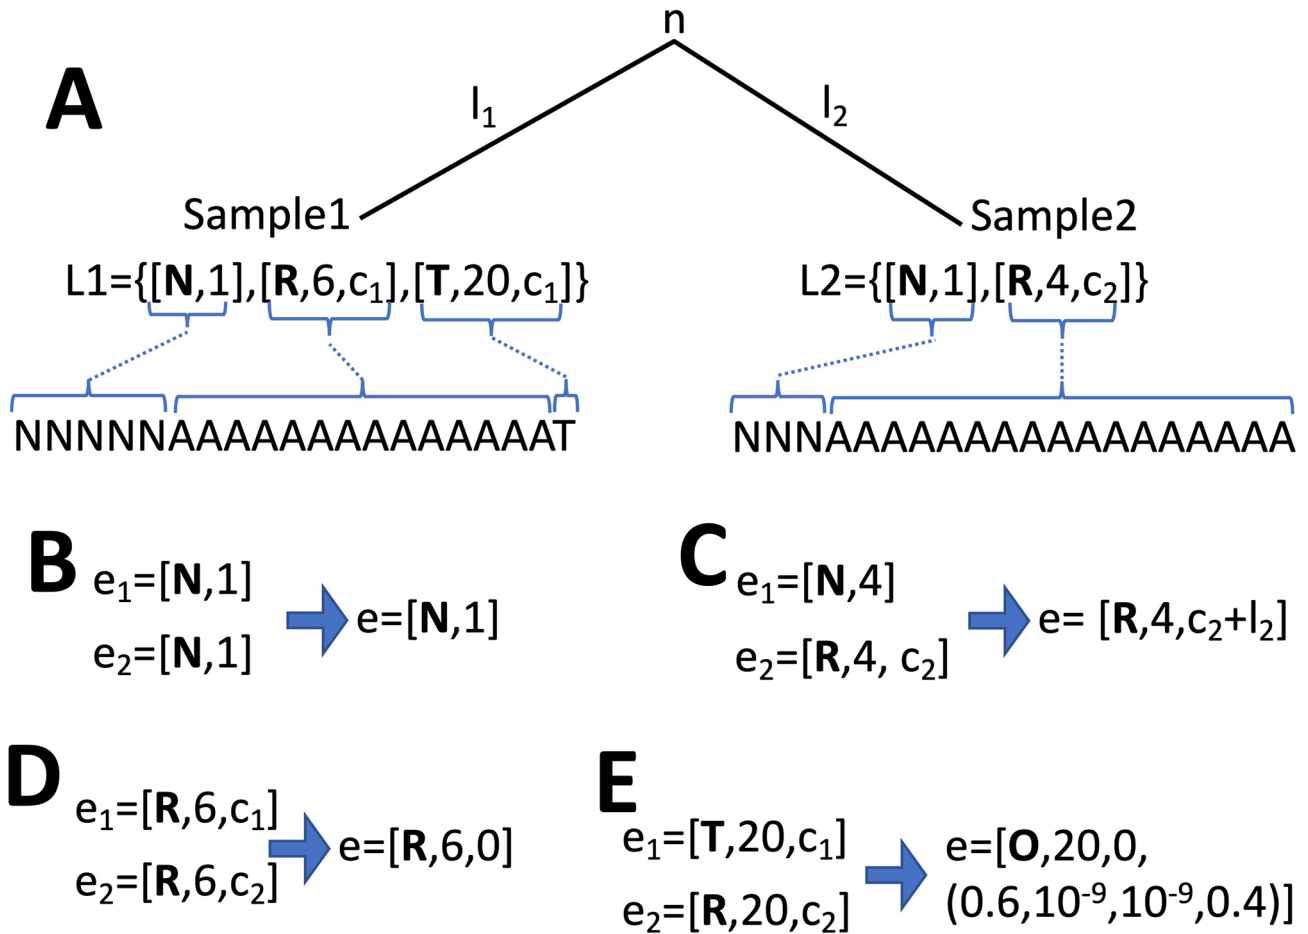 n
A
l₁
l₂
Sample1
Sample2
L1={[N,1],[R,6,c₁],[T,20,c₁]}
L2={[N,1],[R,4,c₂]}
NNNNNAAAAAAAAAAAAAAT
NNNAAAAAAAAAAAAAAAAA
B
e₁=[N,1]
e₂=[N,1]
e=[N,1]
C
e₁=[N,4]
e₂=[R,4, c₂]
e= [R,4,c₂+l₂]
D
e₁=[R,6,c₁]
e₂=[R,6,c₂]
e=[R,6,0]
E
e₁=[T,20,c₁]
e₂=[R,20,c₂]
e=[O,20,0,
(0.6,10⁻⁹,10⁻⁹,0.4)]